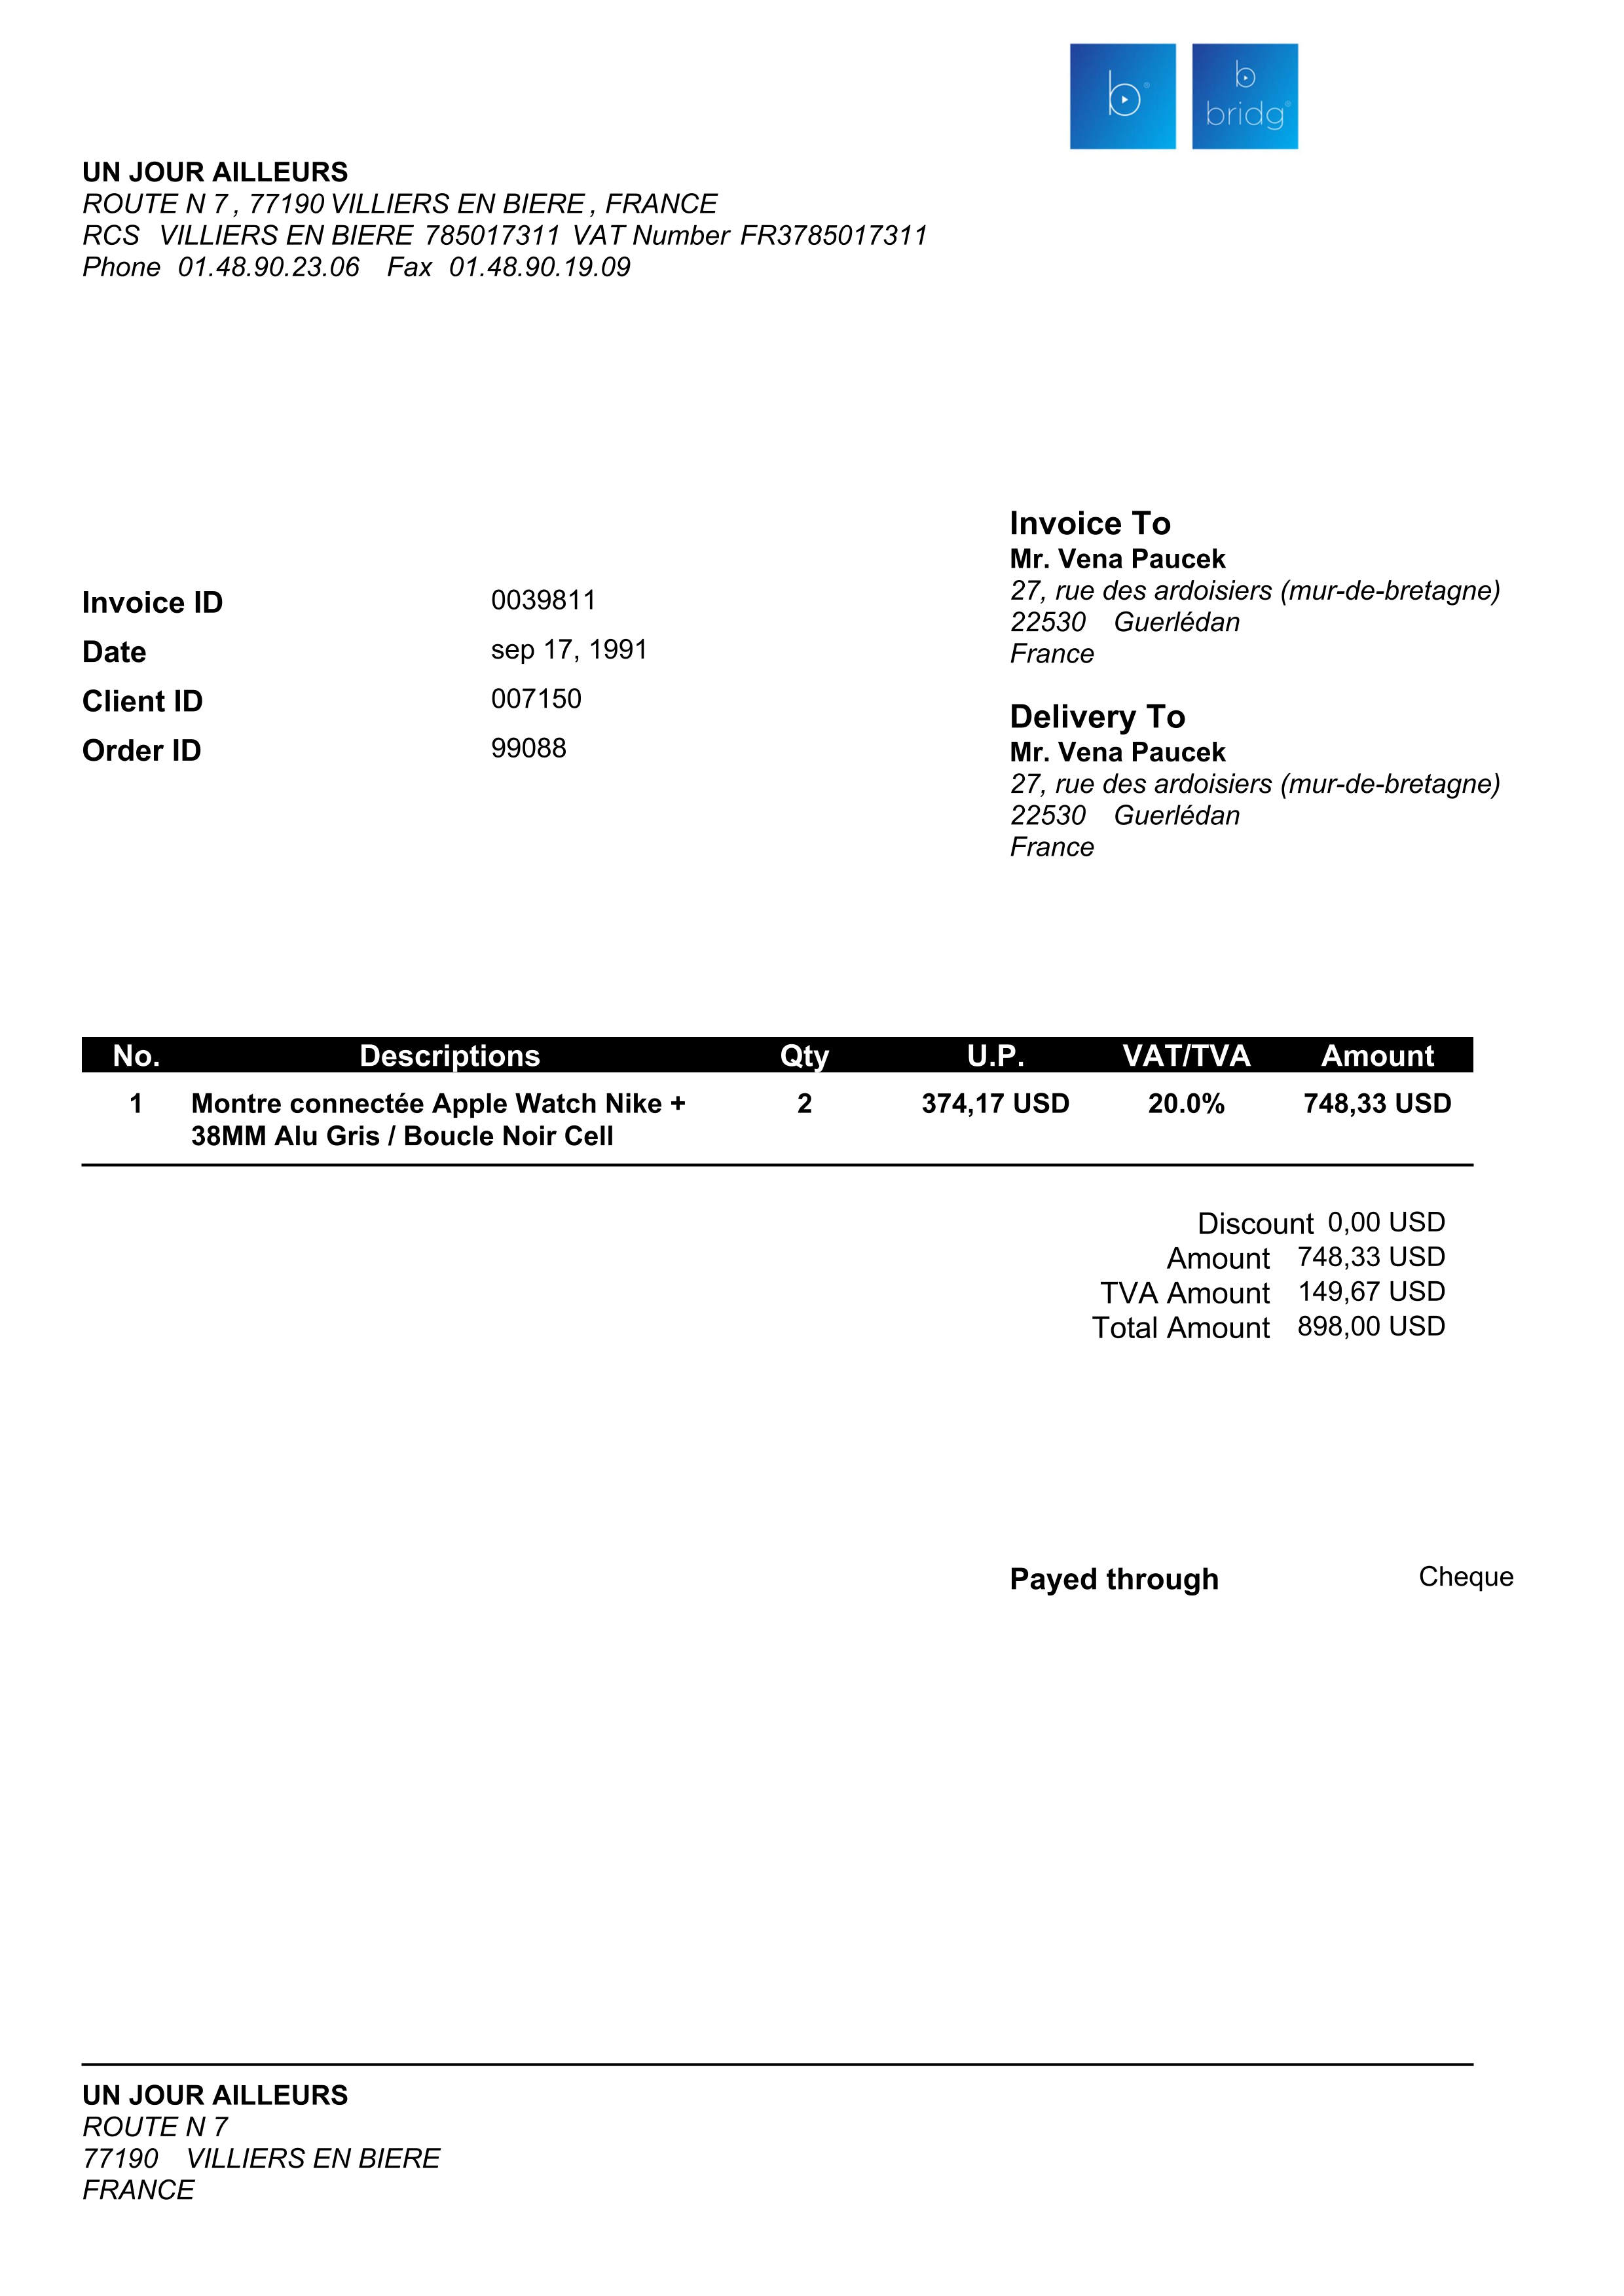 b®
b
bridg®
UN JOUR AILLEURS
ROUTE N 7 , 77190 VILLIERS EN BIERE , FRANCE
RCS VILLIERS EN BIERE 785017311 VAT Number FR3785017311
Phone 01.48.90.23.06 Fax 01.48.90.19.09
Invoice ID 0039811
Date sep 17, 1991
Client ID 007150
Order ID 99088
Invoice To
Mr. Vena Paucek
27, rue des ardoisiers (mur-de-bretagne)
22530 Guerlédan
France
Delivery To
Mr. Vena Paucek
27, rue des ardoisiers (mur-de-bretagne)
22530 Guerlédan
France
No. Descriptions Qty U.P. VAT/TVA Amount
1 Montre connectée Apple Watch Nike + 2 374,17 USD 20.0% 748,33 USD
38MM Alu Gris / Boucle Noir Cell
Discount 0,00 USD
Amount 748,33 USD
TVA Amount 149,67 USD
Total Amount 898,00 USD
Payed through Cheque
UN JOUR AILLEURS
ROUTE N 7
77190 VILLIERS EN BIERE
FRANCE